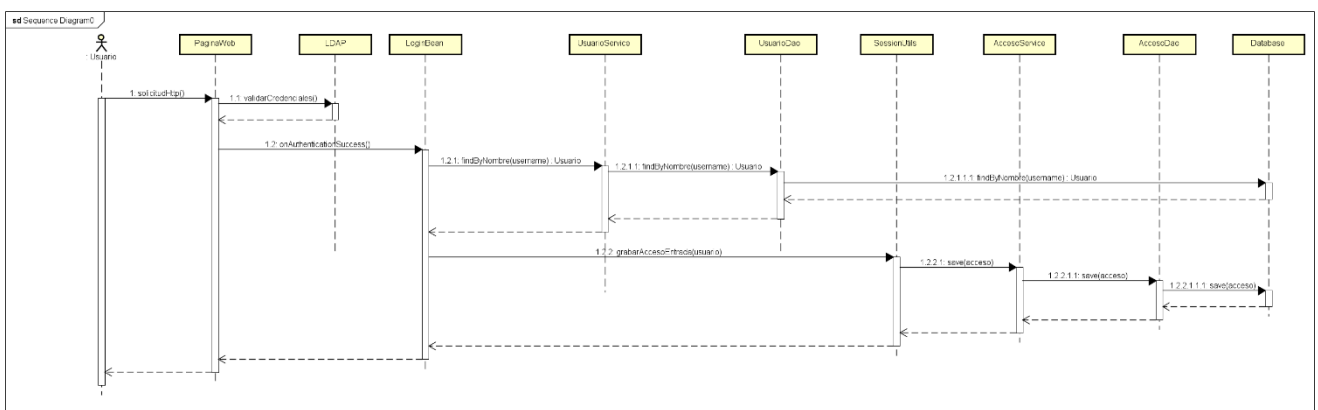 sd Sequence Diagram0
: Usuario
PaginaWeb
LDAP
LoginBean
UsuarioService
UsuarioDao
SessionUtils
AccesoService
AccesoDao
Database
1: solicitudHttp()
1.1: validarCredenciales()
1.2: onAuthenticationSuccess()
1.2.1: findByNombre(username) : Usuario
1.2.1.1: findByNombre(username) : Usuario
1.2.1.1.1: findByNombre(username) : Usuario
1.2.2: grabarAccesoEntrada(usuario)
1.2.2.1: save(acceso)
1.2.2.1.1: save(acceso)
1.2.2.1.1.1: save(acceso)